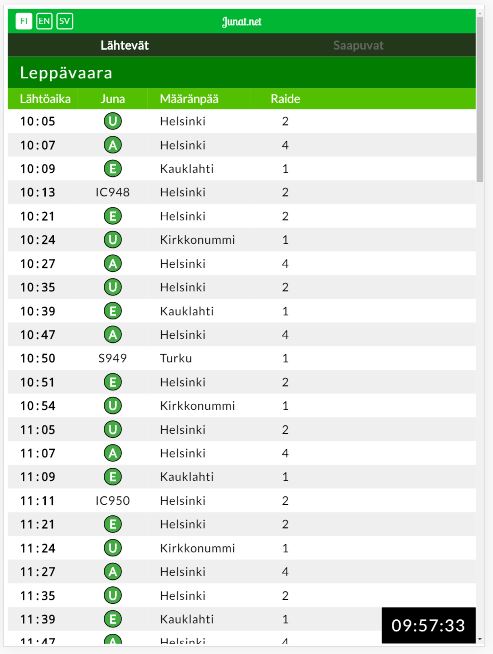 FI EN SV Junat.net
Lähtevät Saapuvat
Leppävaara
Lähtöaika Juna Määränpää Raide
10:05 U Helsinki 2
10:07 A Helsinki 4
10:09 E Kauklahti 1
10:13 IC948 Helsinki 2
10:21 E Helsinki 2
10:24 U Kirkkonummi 1
10:27 A Helsinki 4
10:35 U Helsinki 2
10:39 E Kauklahti 1
10:47 A Helsinki 4
10:50 S949 Turku 1
10:51 E Helsinki 2
10:54 U Kirkkonummi 1
11:05 U Helsinki 2
11:07 A Helsinki 4
11:09 E Kauklahti 1
11:11 IC950 Helsinki 2
11:21 E Helsinki 2
11:24 U Kirkkonummi 1
11:27 A Helsinki 4
11:35 U Helsinki 2
11:39 E Kauklahti 1
11:47 A Helsinki 4
09:57:33